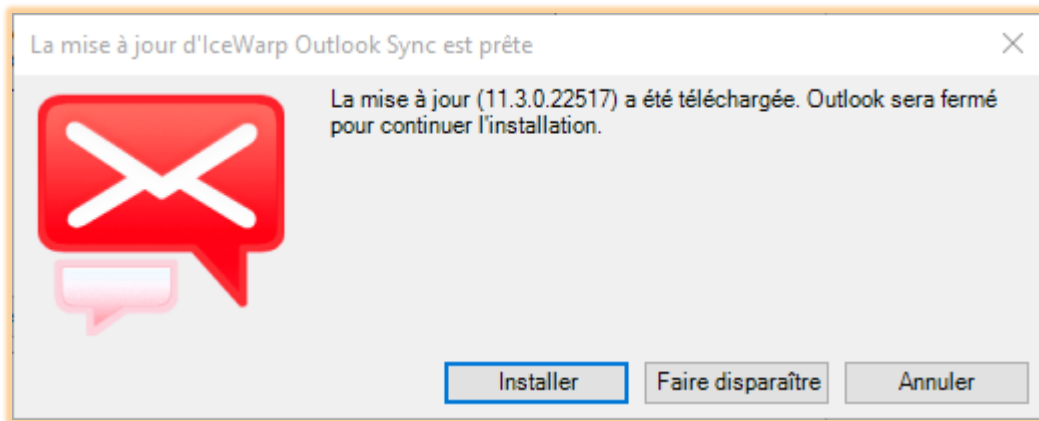 La mise à jour d'IceWarp Outlook Sync est prête
La mise à jour (11.3.0.22517) a été téléchargée. Outlook sera fermé
pour continuer l'installation.
Installer
Faire disparaître
Annuler